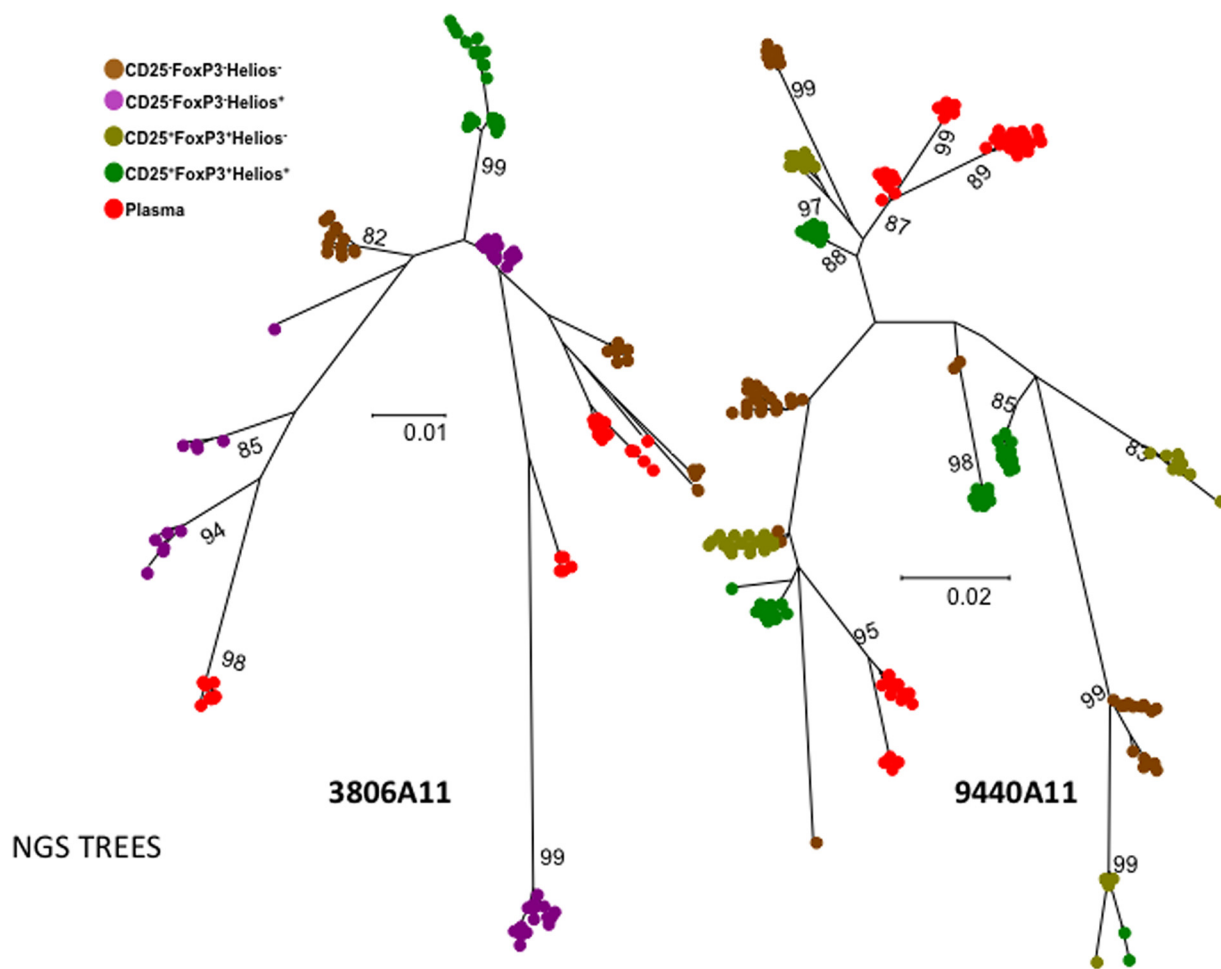 CD25⁻FoxP3⁻Helios⁻
CD25⁻FoxP3⁻Helios⁺
CD25⁺FoxP3⁺Helios⁻
CD25⁺FoxP3⁺Helios⁺
Plasma
99
82
85
94
98
0.01
99
3806A11
NGS TREES
99
97
88
99
89
87
85
98
83
0.02
95
99
99
9440A11